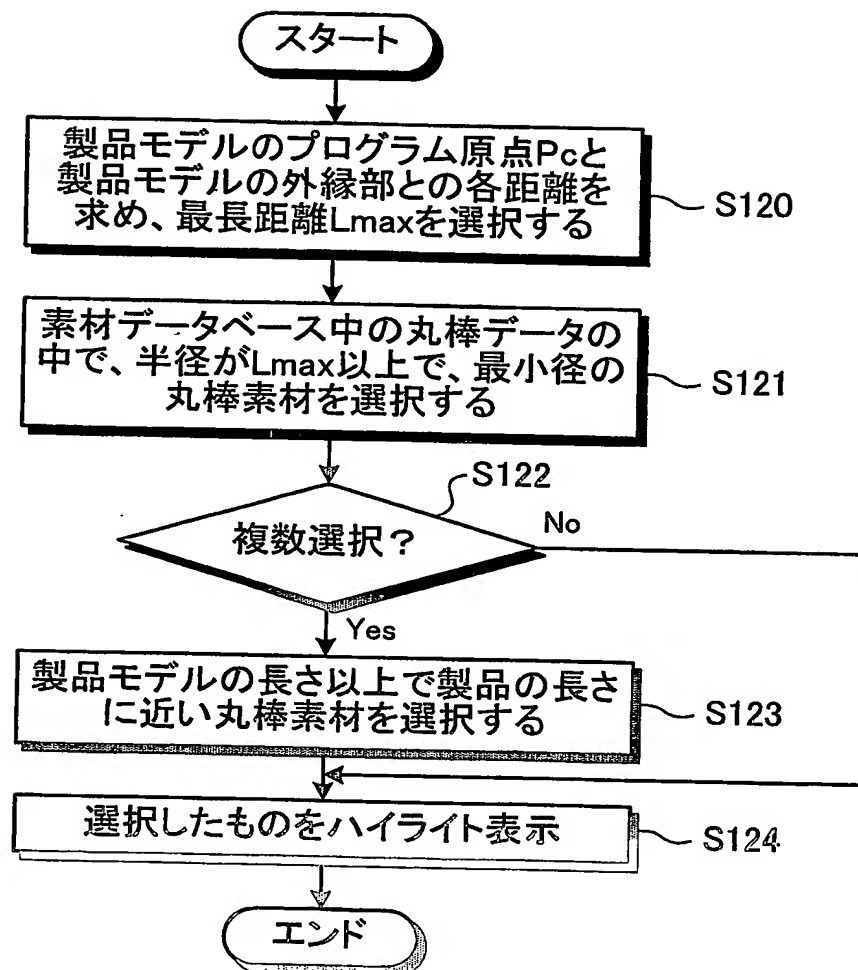 スタート
製品モデルのプログラム原点Pcと
製品モデルの外縁部との各距離を
求め、最長距離Lmaxを選択する
S120
素材データベース中の丸棒データの
中で、半径がLmax以上で、最小径の
丸棒素材を選択する
S121
S122
複数選択？
No
Yes
製品モデルの長さ以上で製品の長さ
に近い丸棒素材を選択する
S123
選択したものをハイライト表示
S124
エンド